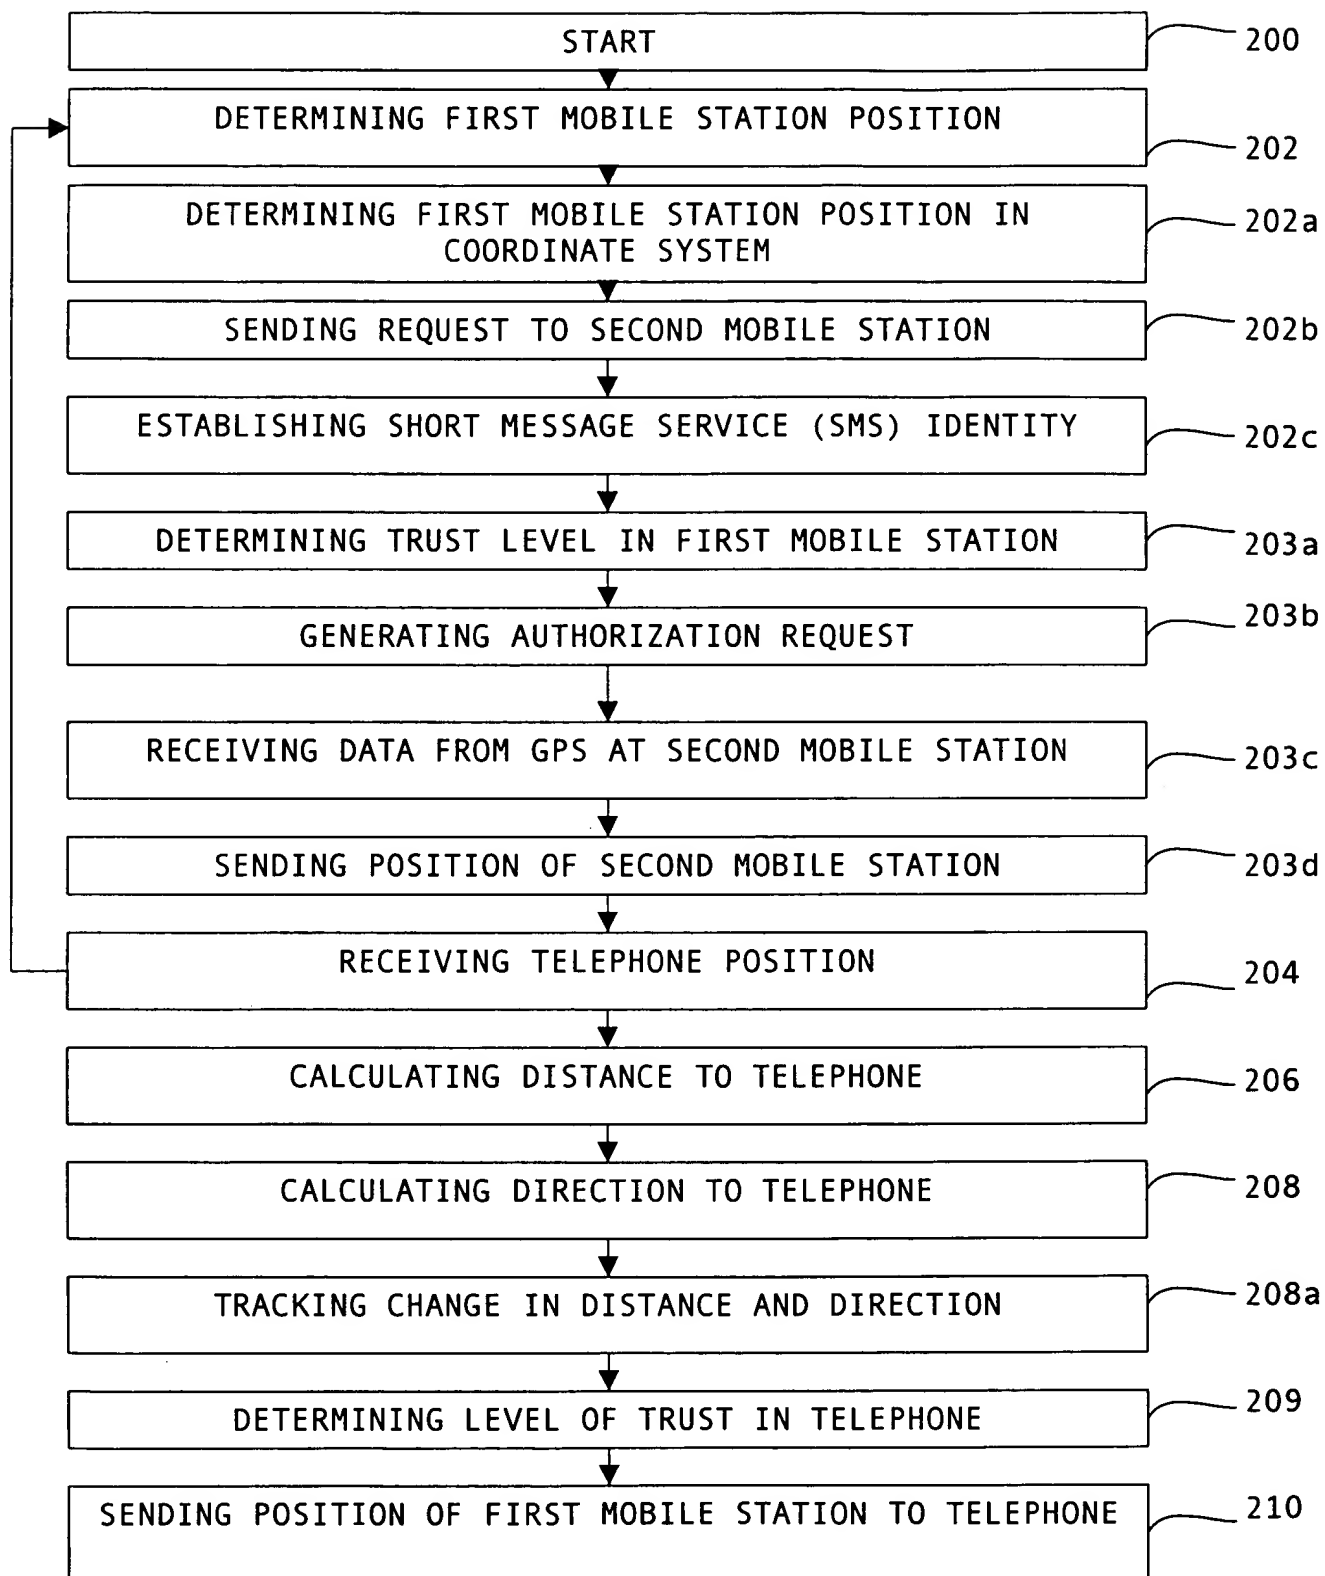 START
200
DETERMINING FIRST MOBILE STATION POSITION
202
DETERMINING FIRST MOBILE STATION POSITION IN
COORDINATE SYSTEM
202a
SENDING REQUEST TO SECOND MOBILE STATION
202b
ESTABLISHING SHORT MESSAGE SERVICE (SMS) IDENTITY
202c
DETERMINING TRUST LEVEL IN FIRST MOBILE STATION
203a
GENERATING AUTHORIZATION REQUEST
203b
RECEIVING DATA FROM GPS AT SECOND MOBILE STATION
203c
SENDING POSITION OF SECOND MOBILE STATION
203d
RECEIVING TELEPHONE POSITION
204
CALCULATING DISTANCE TO TELEPHONE
206
CALCULATING DIRECTION TO TELEPHONE
208
TRACKING CHANGE IN DISTANCE AND DIRECTION
208a
DETERMINING LEVEL OF TRUST IN TELEPHONE
209
SENDING POSITION OF FIRST MOBILE STATION TO TELEPHONE
210